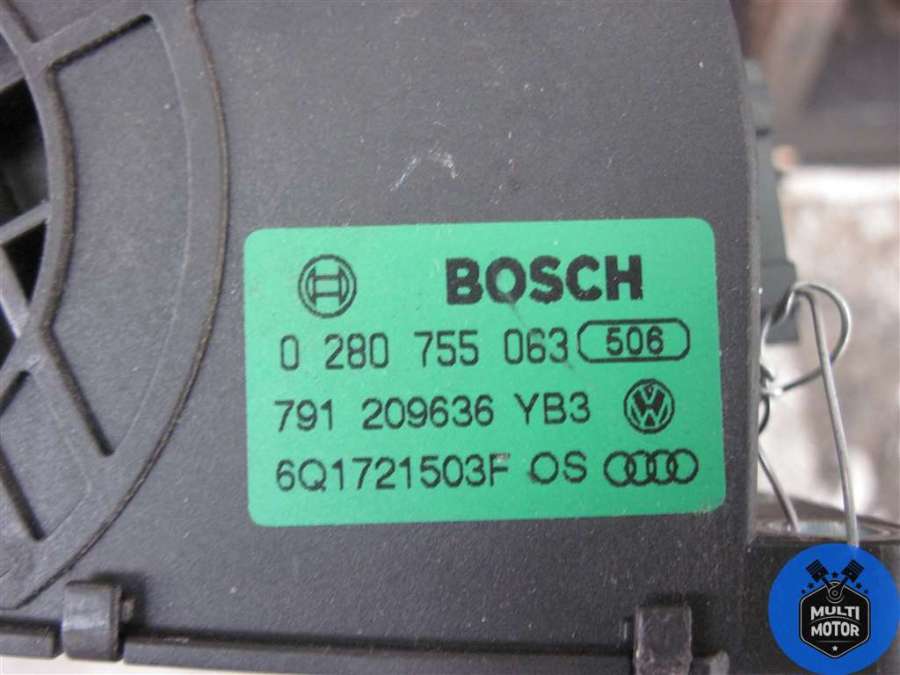 BOSCH
0 280 755 063 506
791 209636 YB3
6Q1721503F OS
MULTI
MOTOR